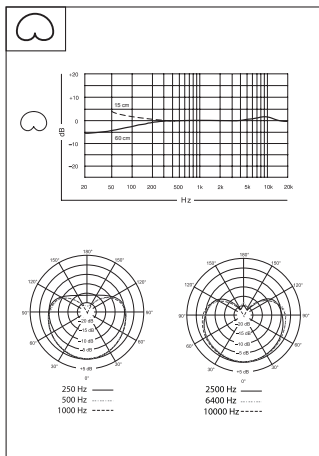 +20
+10
15 cm
0
60 cm
dB
−10
−20
20 50 100 200 500 1k 2k 4k 5k 10k 20k
Hz
180°
150° 150°
120° 120°
90° 90°
−20 dB
−15 dB
−10 dB
−5 dB
60° 60°
+5 dB
30° 30°
0°
250 Hz
500 Hz
1000 Hz
180°
150° 150°
120° 120°
90° 90°
−20 dB
−15 dB
−10 dB
−5 dB
60° 60°
+5 dB
30° 30°
0°
2500 Hz
6400 Hz
10000 Hz